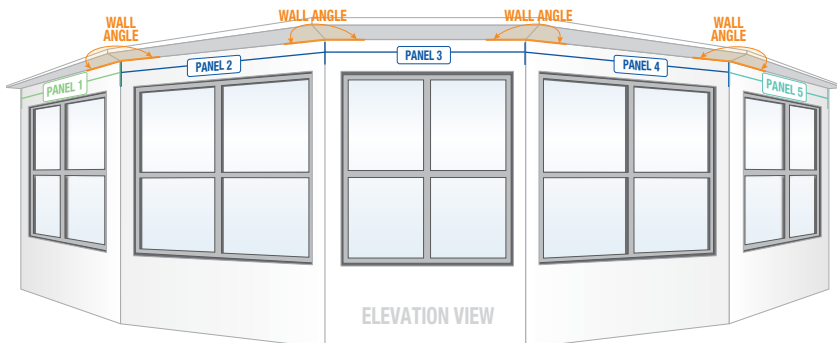 WALL ANGLE
WALL ANGLE
WALL
ANGLE
WALL
ANGLE
PANEL 1
PANEL 2
PANEL 3
PANEL 4
PANEL 5
ELEVATION VIEW